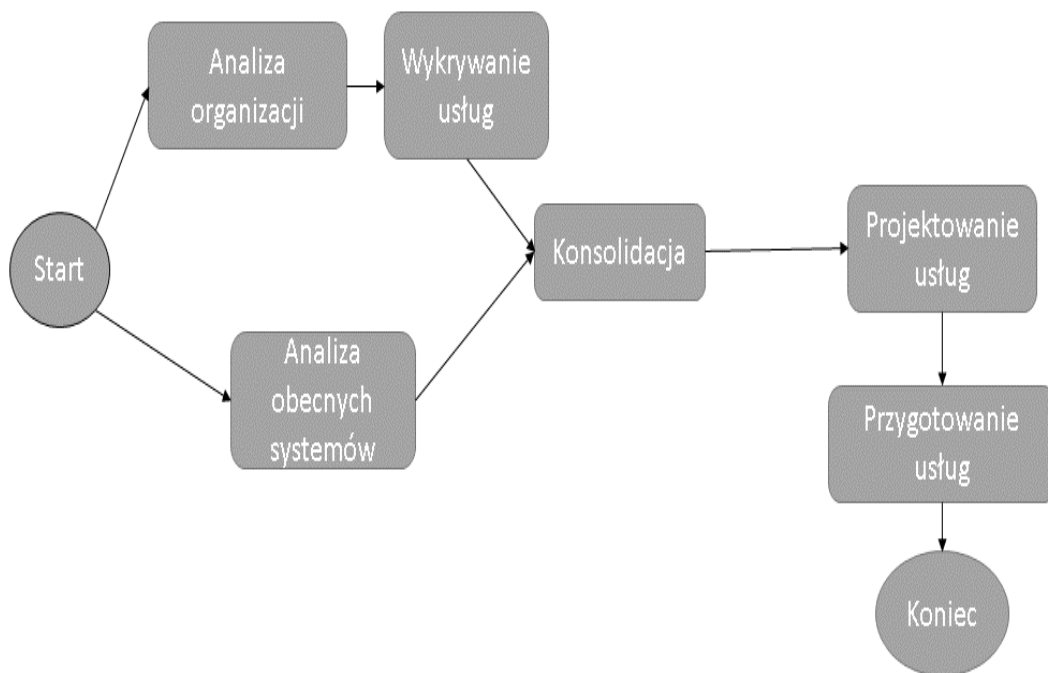 Analiza
organizacji
Wykrywanie
usług
Start
Analiza
obecnych
systemów
Konsolidacja
Projektowanie
usług
Przygotowanie
usług
Koniec